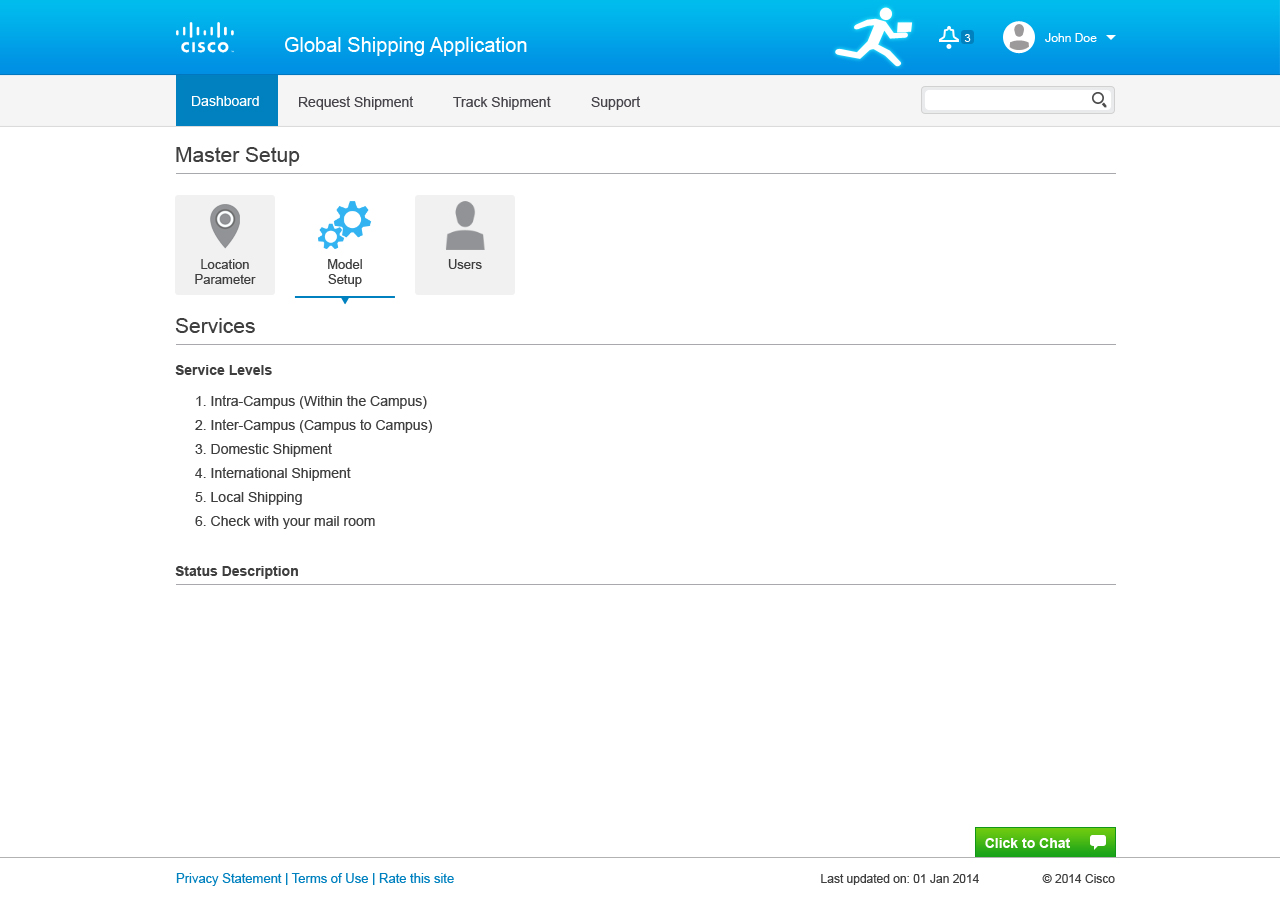 CISCO
Global Shipping Application
3
John Doe
Dashboard
Request Shipment
Track Shipment
Support
Master Setup
Location
Parameter
Model
Setup
Users
Services
Service Levels
1. Intra-Campus (Within the Campus)
2. Inter-Campus (Campus to Campus)
3. Domestic Shipment
4. International Shipment
5. Local Shipping
6. Check with your mail room
Status Description
Click to Chat
Privacy Statement | Terms of Use | Rate this site
Last updated on: 01 Jan 2014
© 2014 Cisco